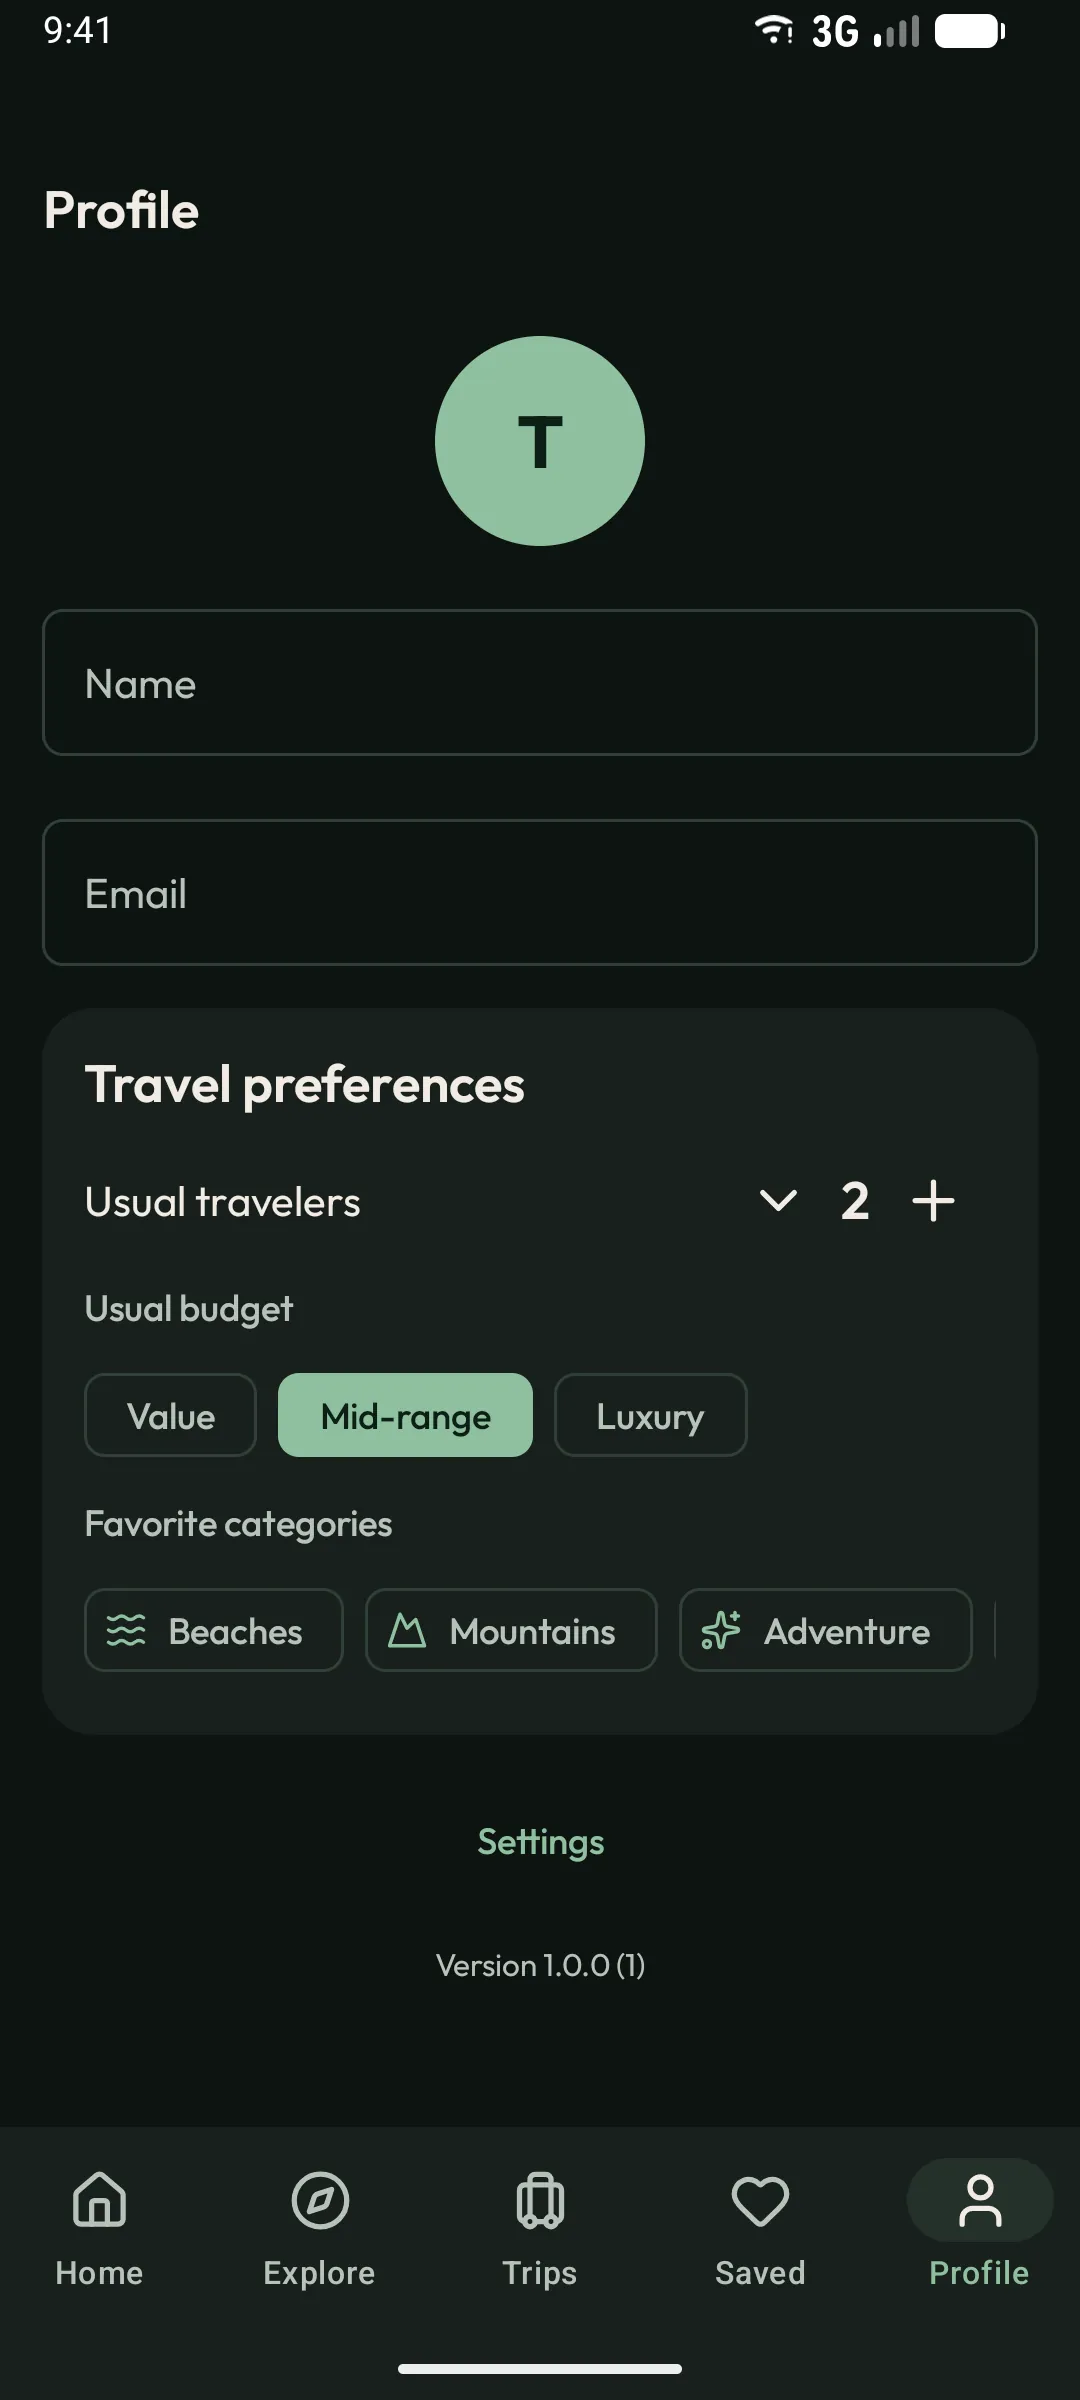 9:41
3G
Profile
T
Name
Email
Travel preferences
Usual travelers
2
Usual budget
Value
Mid-range
Luxury
Favorite categories
Beaches
Mountains
Adventure
Settings
Version 1.0.0 (1)
Home
Explore
Trips
Saved
Profile